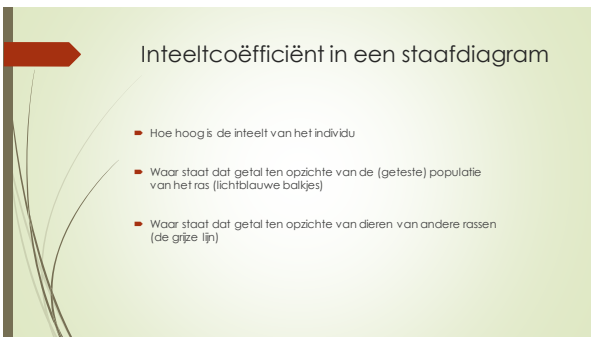 Inteeltcoëfficiënt in een staafdiagram
Hoe hoog is de inteelt van het individu
Waar staat dat getal ten opzichte van de (geteste) populatie
van het ras (lichtblauwe balkjes)
Waar staat dat getal ten opzichte van dieren van andere rassen
(de grijze lijn)